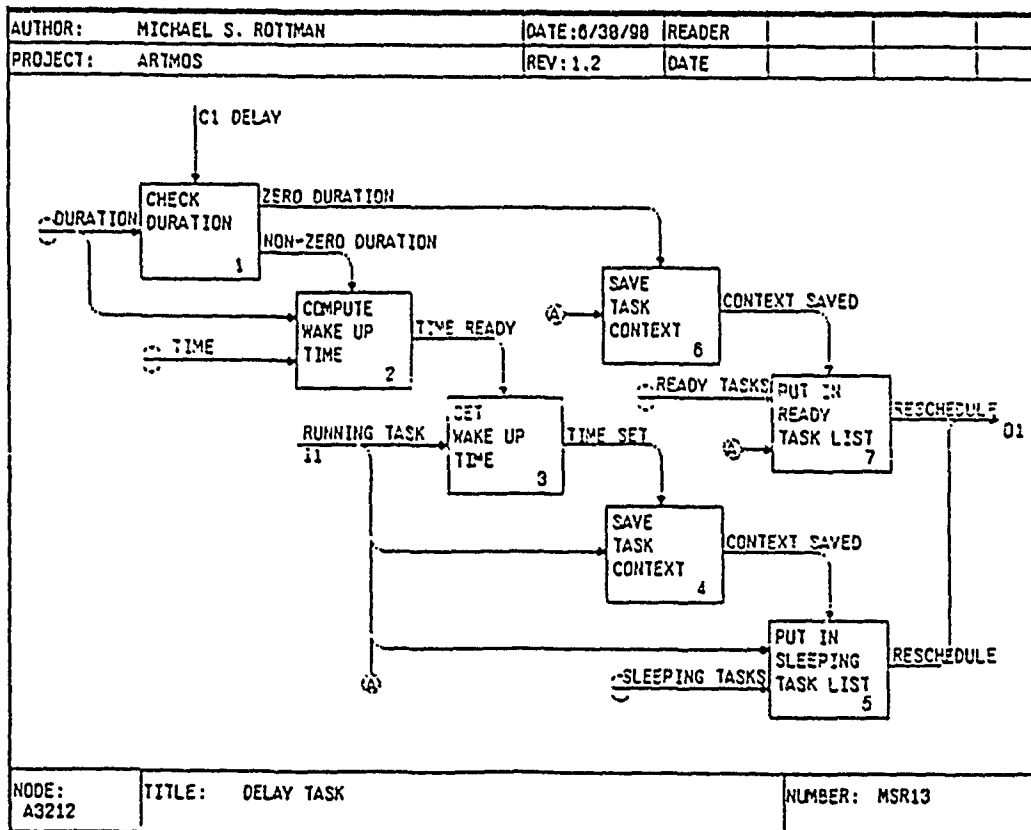 AUTHOR: MICHAEL S. ROTTMAN DATE:6/30/90 READER
PROJECT: ARTMOS REV:1.2 DATE
C1 DELAY
CHECK
DURATION
1
ZERO DURATION
DURATION
NON-ZERO DURATION
COMPUTE
WAKE UP
TIME
2
TIME
TIME READY
SAVE
TASK
CONTEXT
6
A
CONTEXT SAVED
READY TASKS
PUT IN
READY
TASK LIST
7
A
RESCHEDULE
O1
RUNNING TASK
I1
SET
WAKE UP
TIME
3
TIME SET
SAVE
TASK
CONTEXT
4
CONTEXT SAVED
PUT IN
SLEEPING
TASK LIST
5
RESCHEDULE
SLEEPING TASKS
A
NODE:
A3212
TITLE: DELAY TASK
NUMBER: MSR13